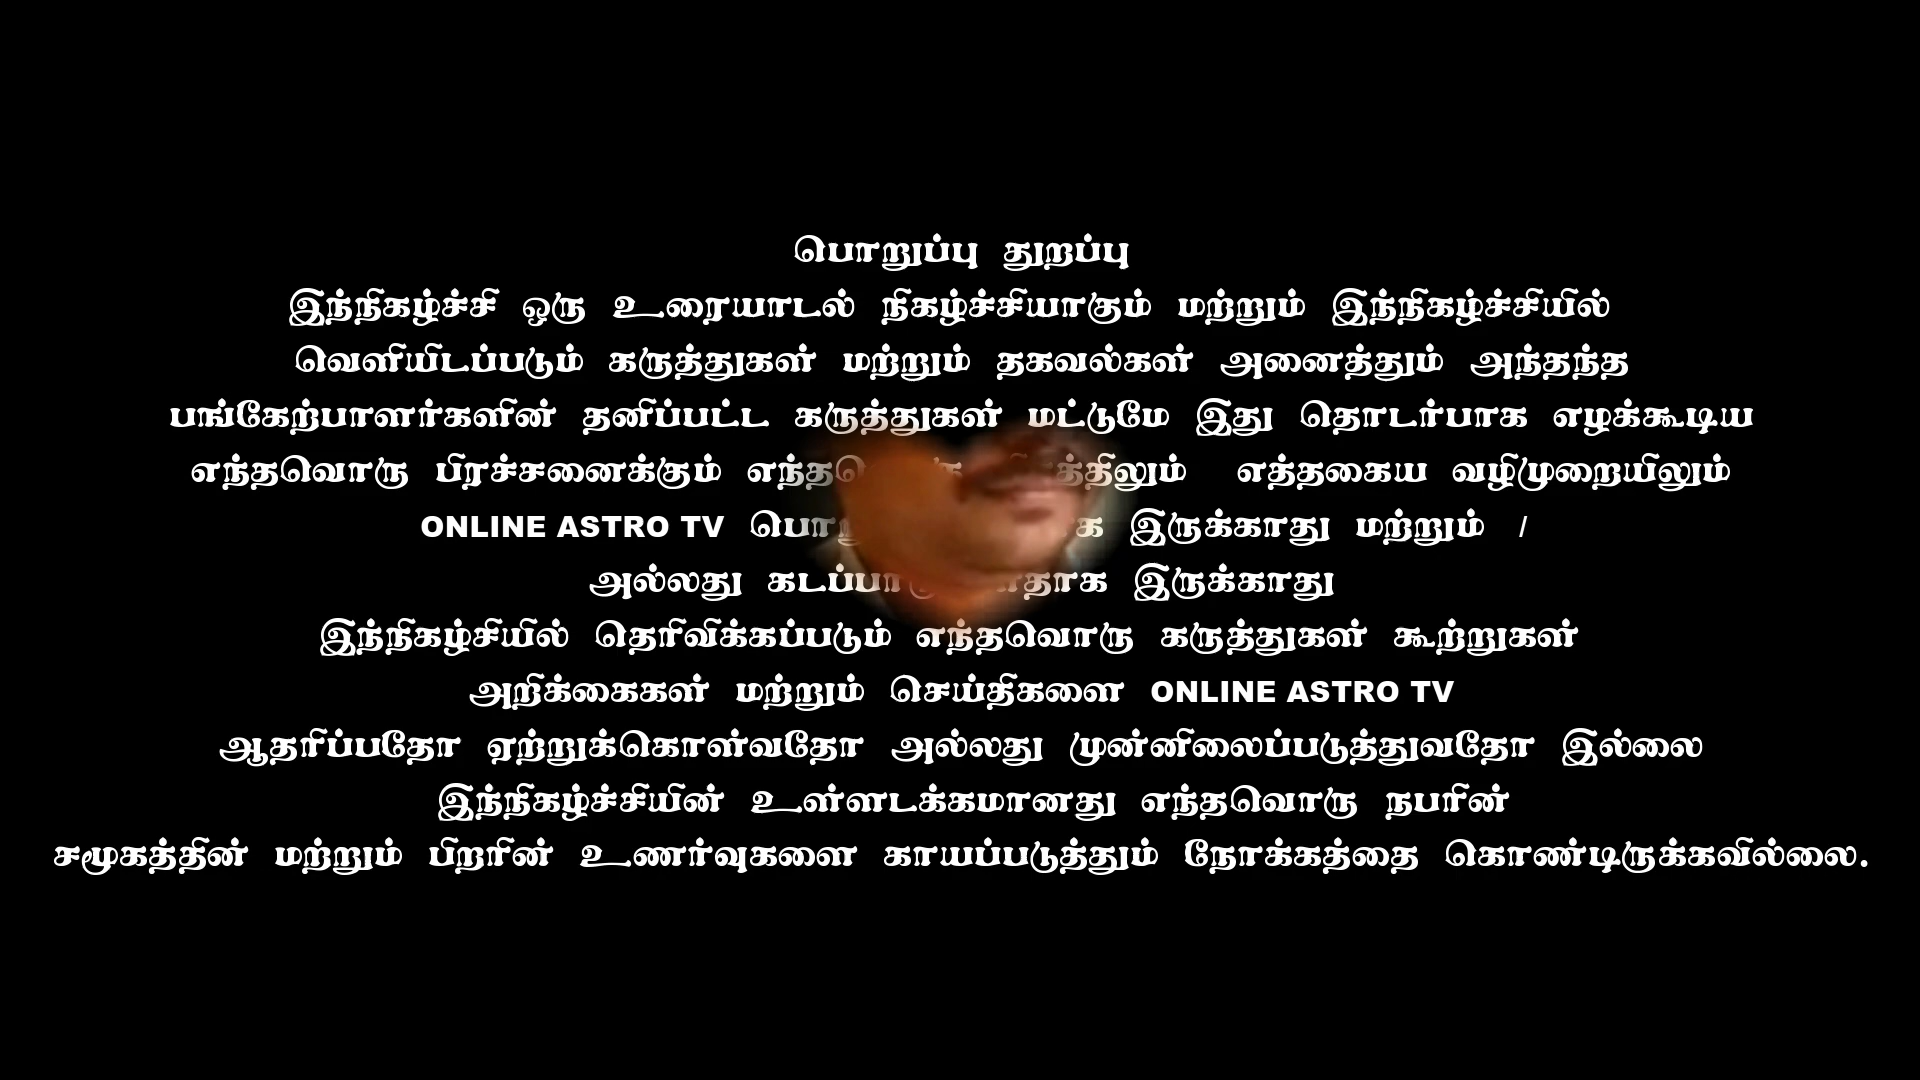 பொறுப்பு துறப்பு
இந்நிகழ்ச்சி ஒரு உரையாடல் நிகழ்ச்சியாகும் மற்றும் இந்நிகழ்ச்சியில்
வெளியிடப்படும் கருத்துகள் மற்றும் தகவல்கள் அனைத்தும் அந்தந்த
பங்கேற்பாளர்களின் தனிப்பட்ட கருத்துகள் மட்டுமே இது தொடர்பாக எழக்கூடிய
எந்தவொரு பிரச்சனைக்கும் எத்தகைய வழிமுறையிலும்
ONLINE ASTRO TV இருக்காது மற்றும் /
அல்லது இருக்காது
இந்நிகழ்சியில் தெரிவிக்கப்படும் எந்தவொரு கருத்துகள் கூற்றுகள்
அறிக்கைகள் மற்றும் செய்திகளை ONLINE ASTRO TV
ஆதரிப்பதோ ஏற்றுக்கொள்வதோ அல்லது முன்னிலைப்படுத்துவதோ இல்லை
இந்நிகழ்ச்சியின் உள்ளடக்கமானது எந்தவொரு நபரின்
சமூகத்தின் மற்றும் பிறரின் உணர்வுகளை காயப்படுத்தும் நோக்கத்தை கொண்டிருக்கவில்லை.